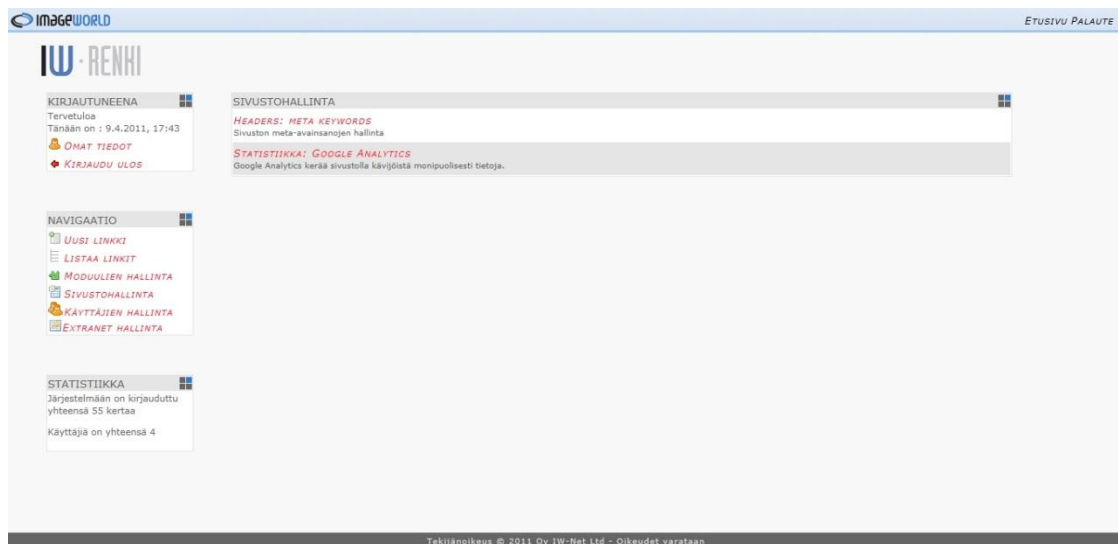 IMAGEWORLD
ETUSIVU PALAUTE
IW·RENKI
KIRJAUTUNEENA
Tervetuloa
Tänään on : 9.4.2011, 17:43
OMAT TIEDOT
KIRJAUDU ULOS
NAVIGAATIO
UUSI LINKKI
LISTAA LINKIT
MODUULIEN HALLINTA
SIVUSTOHALLINTA
KÄYTTÄJIEN HALLINTA
EXTRANET HALLINTA
STATISTIIKKA
Järjestelmään on kirjauduttu
yhteensä 55 kertaa
Käyttäjiä on yhteensä 4
SIVUSTOHALLINTA
HEADERS: META KEYWORDS
Sivuston meta-avainsanojen hallinta
STATISTIIKKA: GOOGLE ANALYTICS
Google Analytics kerää sivustolla kävijöistä monipuolisesti tietoja.
Tekijänoikeus © 2011 Oy IW-Net Ltd - Oikeudet varataan